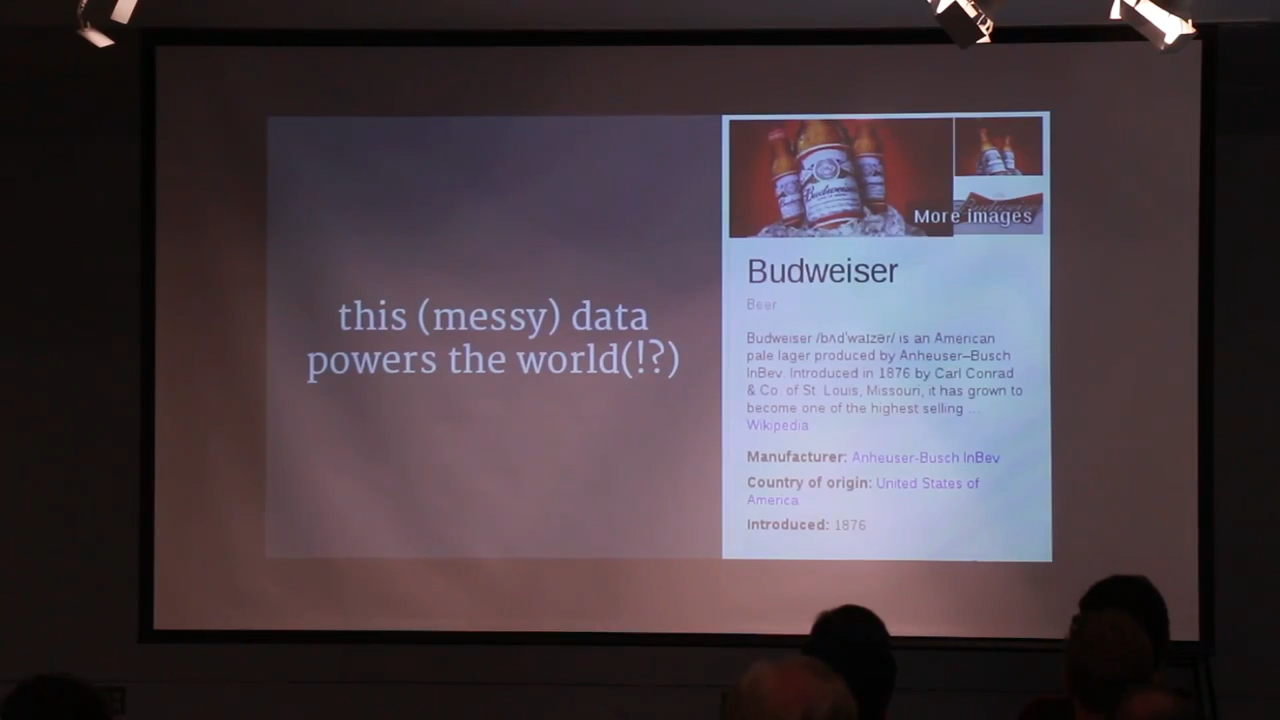 this (messy) data
powers the world(!?)
Budweiser
More images
Budweiser
Beer
Budweiser /bʌdˈwaɪzər/ is an American
pale lager produced by Anheuser–Busch
InBev. Introduced in 1876 by Carl Conrad
& Co. of St. Louis, Missouri, it has grown to
become one of the highest selling ...
Wikipedia
Manufacturer: Anheuser-Busch InBev
Country of origin: United States of
America
Introduced: 1876